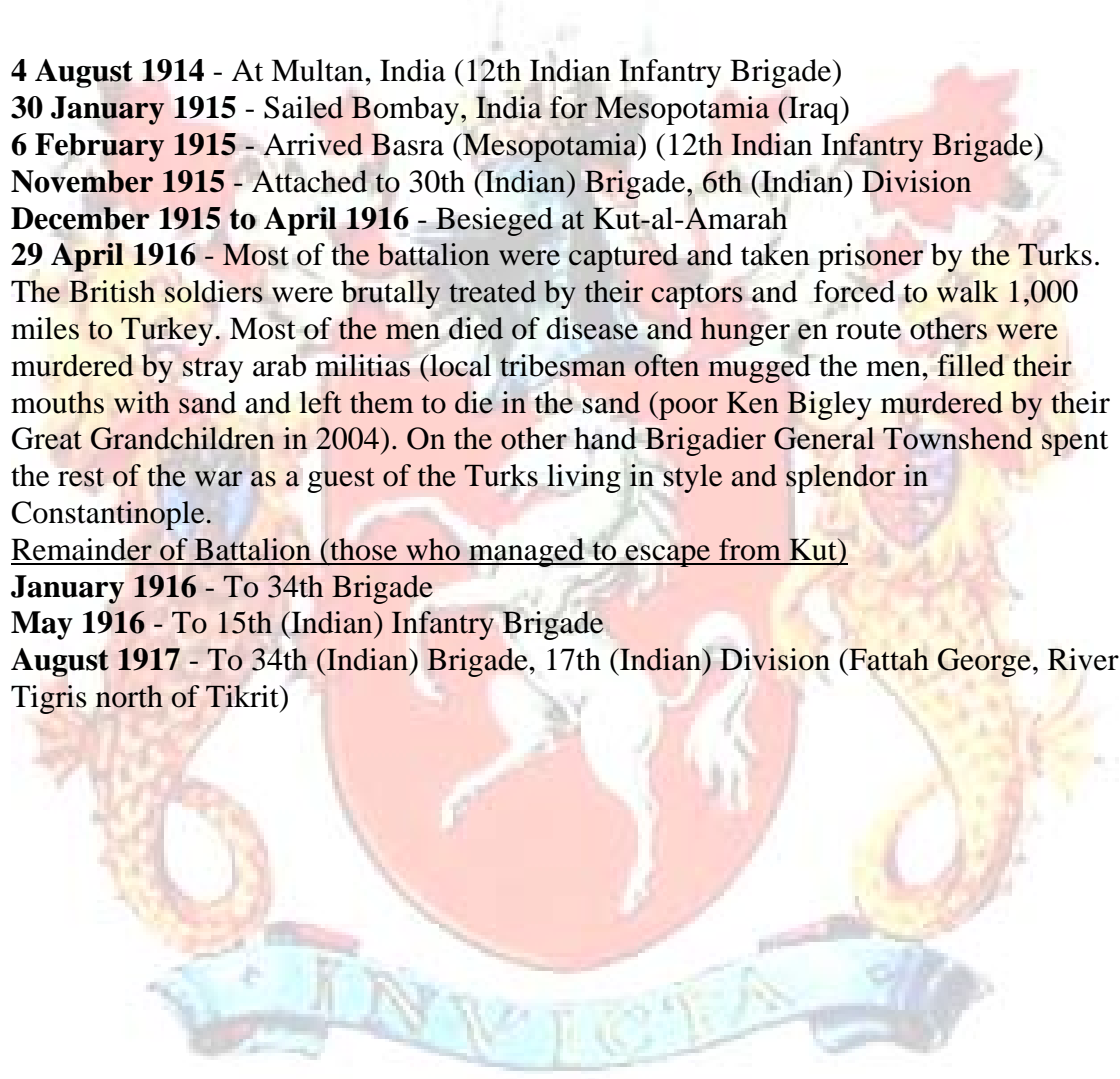 4 August 1914 - At Multan, India (12th Indian Infantry Brigade)
30 January 1915 - Sailed Bombay, India for Mesopotamia (Iraq)
6 February 1915 - Arrived Basra (Mesopotamia) (12th Indian Infantry Brigade)
November 1915 - Attached to 30th (Indian) Brigade, 6th (Indian) Division
December 1915 to April 1916 - Besieged at Kut-al-Amarah
29 April 1916 - Most of the battalion were captured and taken prisoner by the Turks.
The British soldiers were brutally treated by their captors and  forced to walk 1,000
miles to Turkey. Most of the men died of disease and hunger en route others were
murdered by stray arab militias (local tribesman often mugged the men, filled their
mouths with sand and left them to die in the sand (poor Ken Bigley murdered by their
Great Grandchildren in 2004). On the other hand Brigadier General Townshend spent
the rest of the war as a guest of the Turks living in style and splendor in
Constantinople.
Remainder of Battalion (those who managed to escape from Kut)
January 1916 - To 34th Brigade
May 1916 - To 15th (Indian) Infantry Brigade
August 1917 - To 34th (Indian) Brigade, 17th (Indian) Division (Fattah George, River
Tigris north of Tikrit)
INVICTA